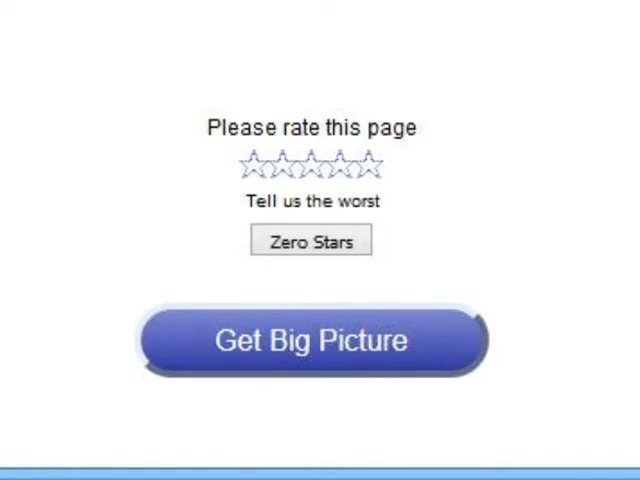 Please rate this page
Tell us the worst
Zero Stars
Get Big Picture